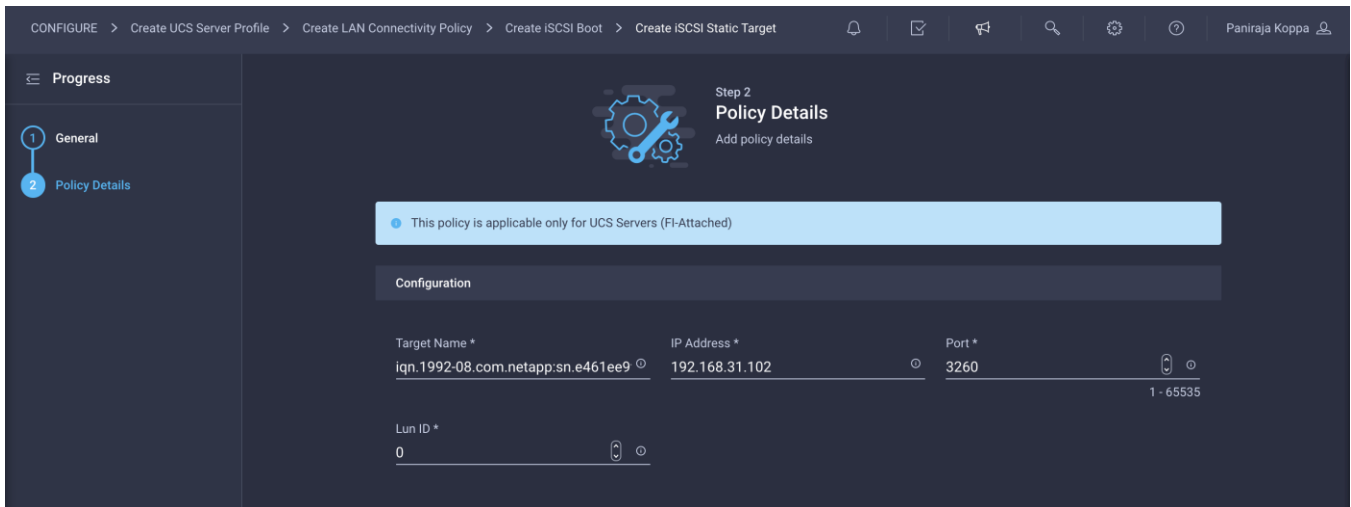 CONFIGURE > Create UCS Server Profile > Create LAN Connectivity Policy > Create iSCSI Boot > Create iSCSI Static Target
Paniraja Koppa
Progress
1 General
2 Policy Details
Step 2
Policy Details
Add policy details
This policy is applicable only for UCS Servers (FI-Attached)
Configuration
Target Name *
iqn.1992-08.com.netapp:sn.e461ee9
IP Address *
192.168.31.102
Port *
3260
1 - 65535
Lun ID *
0